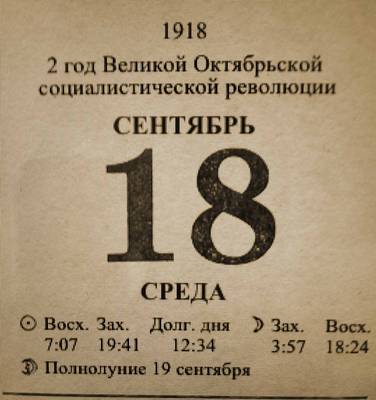 1918
2 год Великой Октябрьской
социалистической революции
СЕНТЯБРЬ
18
СРЕДА
Восх. Зах. Долг. дня Зах. Восх.
7:07 19:41 12:34 3:57 18:24
Полнолуние 19 сентября